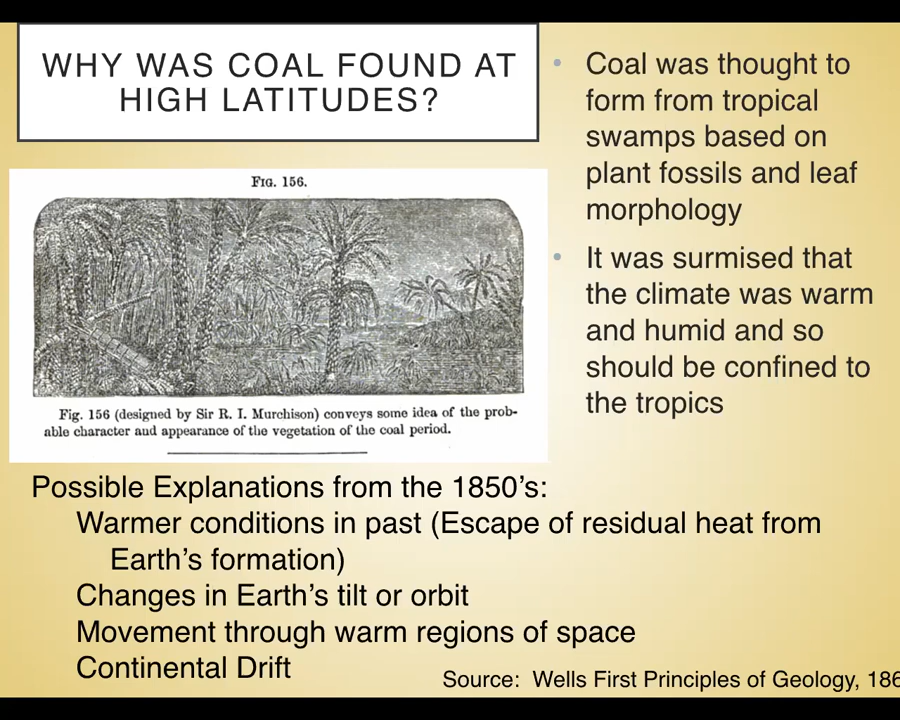 WHY WAS COAL FOUND AT
HIGH LATITUDES?
Fig. 156.
Fig. 156 (designed by Sir R. I. Murchison) conveys some idea of the prob-
able character and appearance of the vegetation of the coal period.
• Coal was thought to
form from tropical
swamps based on
plant fossils and leaf
morphology
• It was surmised that
the climate was warm
and humid and so
should be confined to
the tropics
Possible Explanations from the 1850’s:
Warmer conditions in past (Escape of residual heat from
Earth’s formation)
Changes in Earth’s tilt or orbit
Movement through warm regions of space
Continental Drift
Source: Wells First Principles of Geology, 186